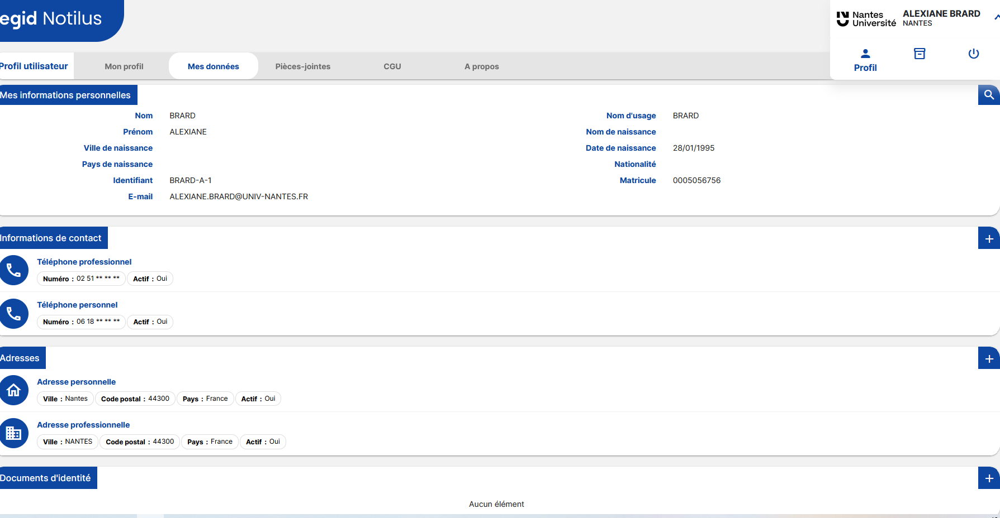 egid Notilus
Nantes Université
ALEXIANE BRARD
NANTES
Profil
Profil utilisateur
Mon profil
Mes données
Pièces-jointes
CGU
A propos
Mes informations personnelles
Nom BRARD
Nom d'usage BRARD
Prénom ALEXIANE
Nom de naissance
Ville de naissance
Date de naissance 28/01/1995
Pays de naissance
Nationalité
Identifiant BRARD-A-1
Matricule 0005056756
E-mail ALEXIANE.BRARD@UNIV-NANTES.FR
Informations de contact
Téléphone professionnel
Numéro : 02 51 ** ** ** Actif : Oui
Téléphone personnel
Numéro : 06 18 ** ** ** Actif : Oui
Adresses
Adresse personnelle
Ville : Nantes Code postal : 44300 Pays : France Actif : Oui
Adresse professionnelle
Ville : NANTES Code postal : 44300 Pays : France Actif : Oui
Documents d'identité
Aucun élément